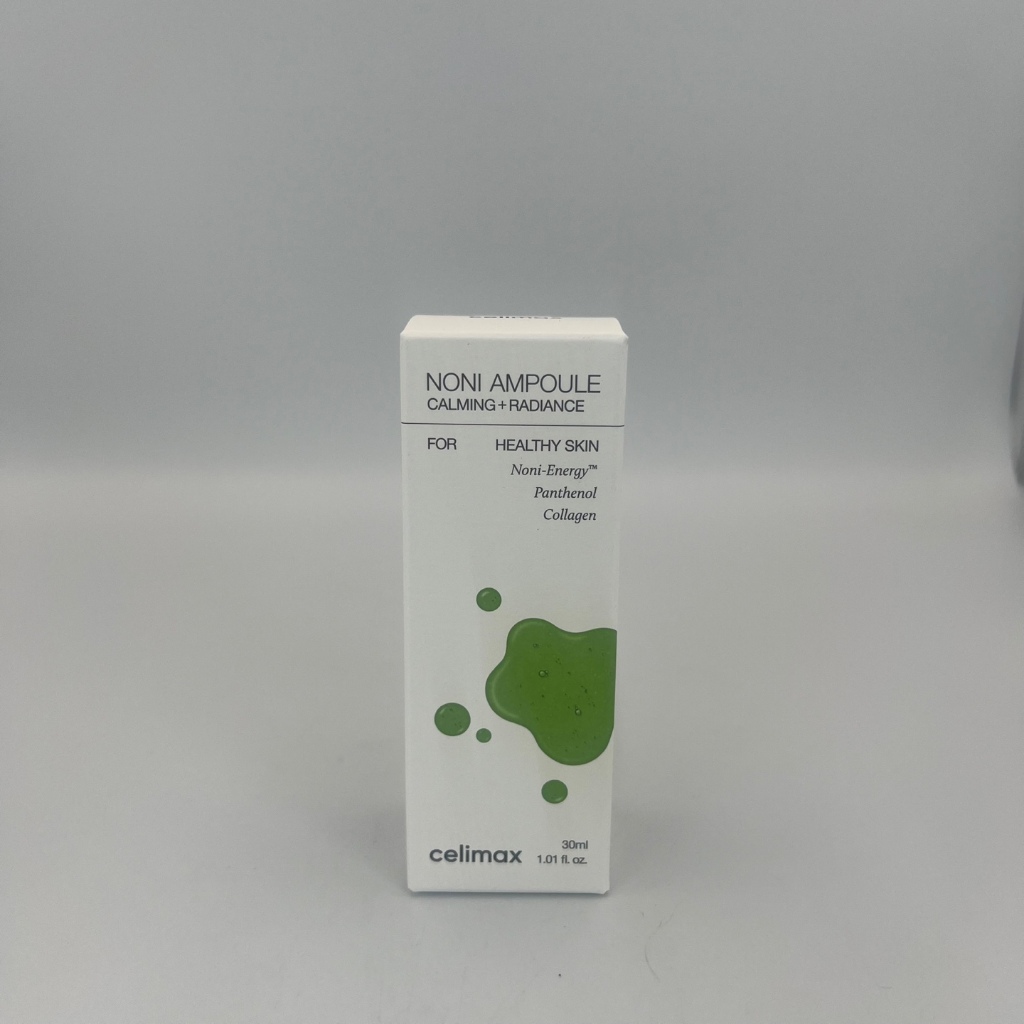 NONI AMPOULE
CALMING + RADIANCE
FOR HEALTHY SKIN
Noni-Energy™
Panthenol
Collagen
celimax
30ml
1.01 fl. oz.